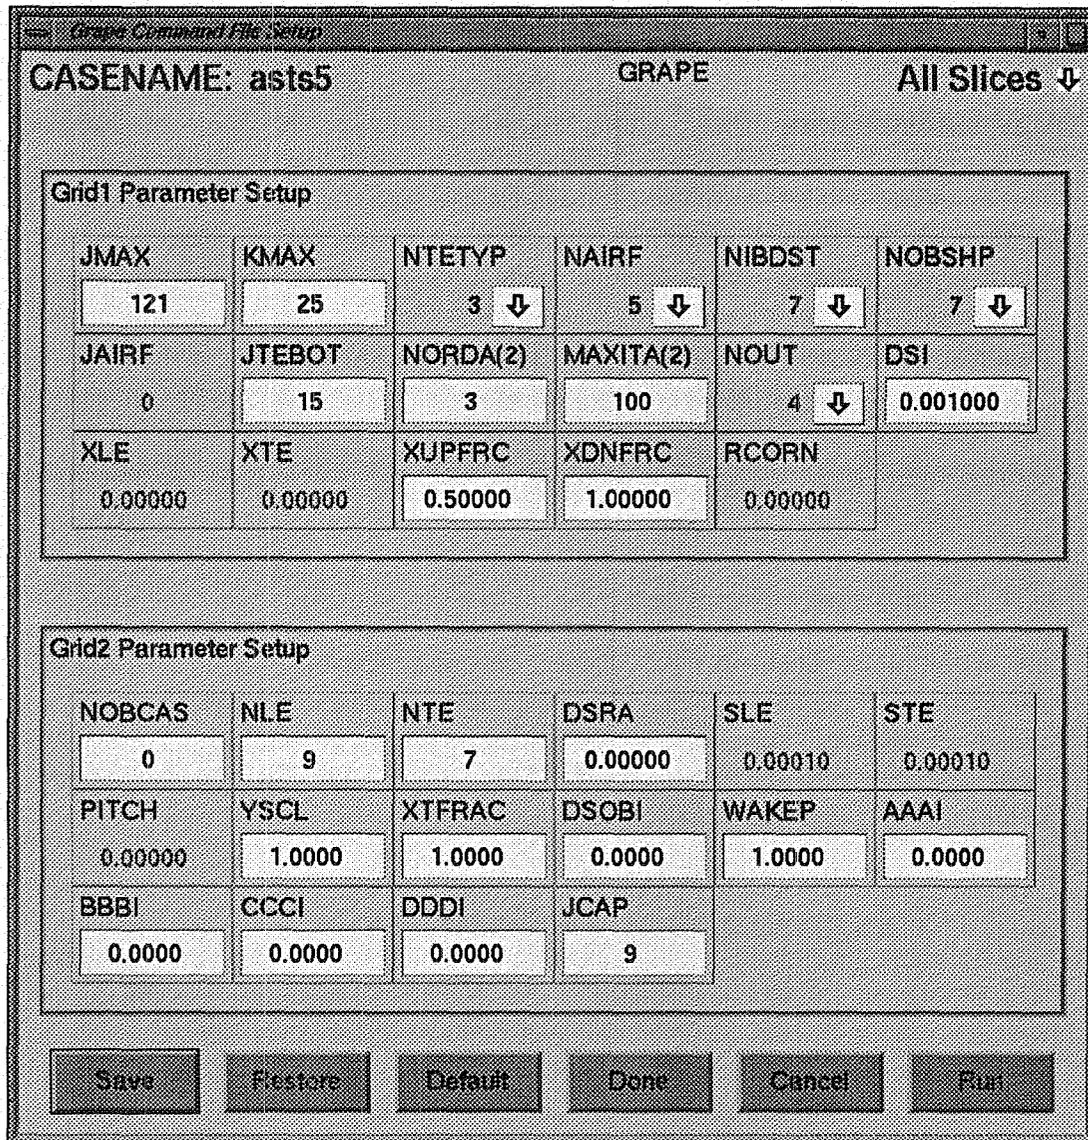 Grape Command File Setup
CASENAME: asts5 GRAPE All Slices
Grid1 Parameter Setup
JMAX KMAX NTETYP NAIRF NIBDST NOBSHP
121 25 3 5 7 7
JAIRF JTEBOT NORDA(2) MAXITA(2) NOUT DSI
0 15 3 100 4 0.001000
XLE XTE XUPFRC XDNFRC RCORN
0.00000 0.00000 0.50000 1.00000 0.00000
Grid2 Parameter Setup
NOBCAS NLE NTE DSRA SLE STE
0 9 7 0.00000 0.00010 0.00010
PITCH YSCL XTFRAC DSOBI WAKEP AAAI
0.00000 1.0000 1.0000 0.0000 1.0000 0.0000
BBBI CCCI DDDI JCAP
0.0000 0.0000 0.0000 9
Save Restore Default Done Cancel Run